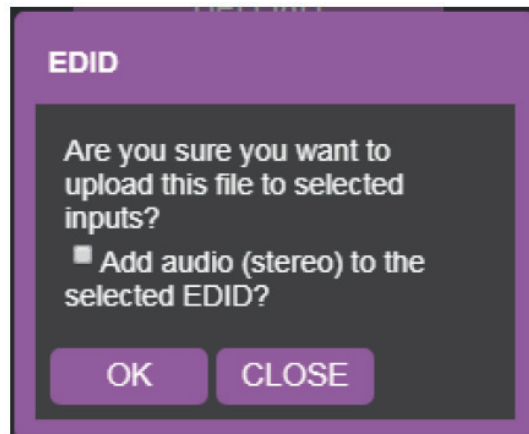 EDID
Are you sure you want to
upload this file to selected
inputs?
Add audio (stereo) to the
selected EDID?
OK
CLOSE